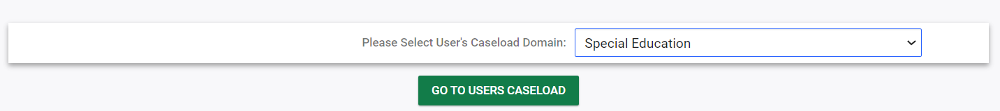 Please Select User's Caseload Domain: Special Education
GO TO USERS CASELOAD